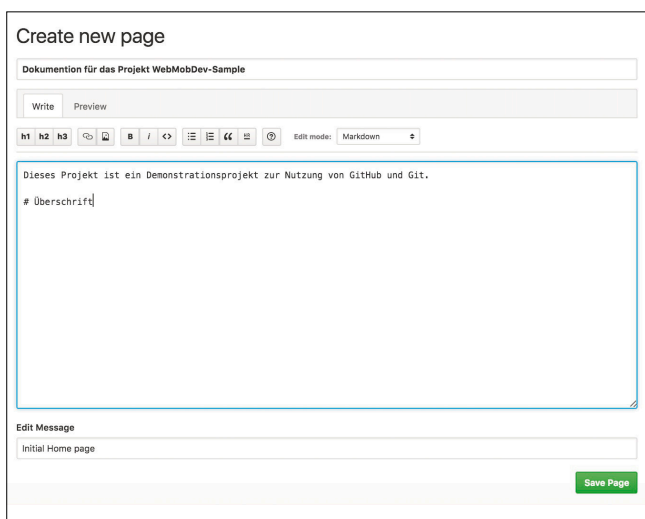 Create new page
Dokumention für das Projekt WebMobDev-Sample
Write Preview
h1 h2 h3 B i <> Edit mode: Markdown
Dieses Projekt ist ein Demonstrationsprojekt zur Nutzung von GitHub und Git.
# Überschrift
Edit Message
Initial Home page
Save Page